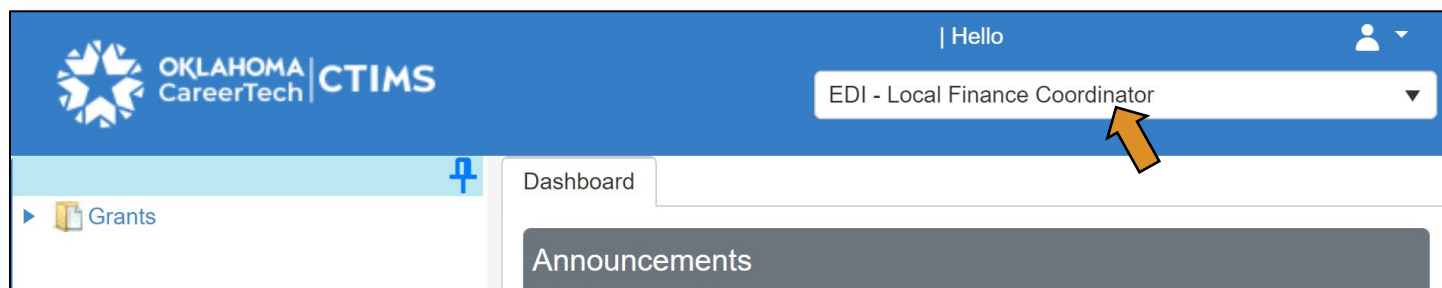 | Hello
OKLAHOMA
CareerTech
CTIMS
EDI - Local Finance Coordinator
Dashboard
Grants
Announcements